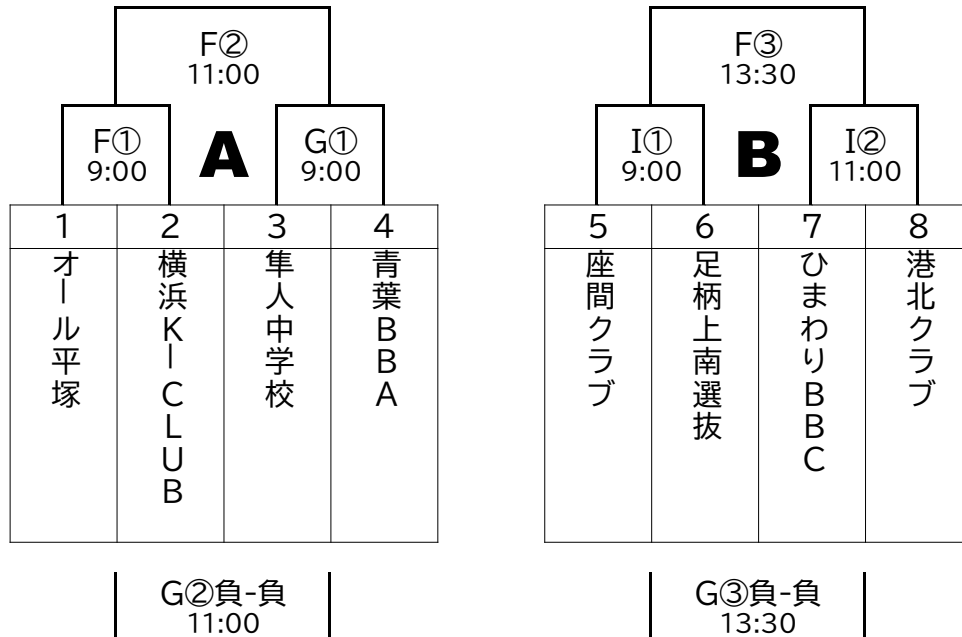 F②
11:00
F③
13:30
F①
9:00
A
G①
9:00
I①
9:00
B
I②
11:00
1
2
3
4
5
6
7
8
オール平塚
横浜K－CLUB
隼人中学校
青葉BBA
座間クラブ
足柄上南選抜
ひまわりBBC
港北クラブ
G②負-負
11:00
G③負-負
13:30